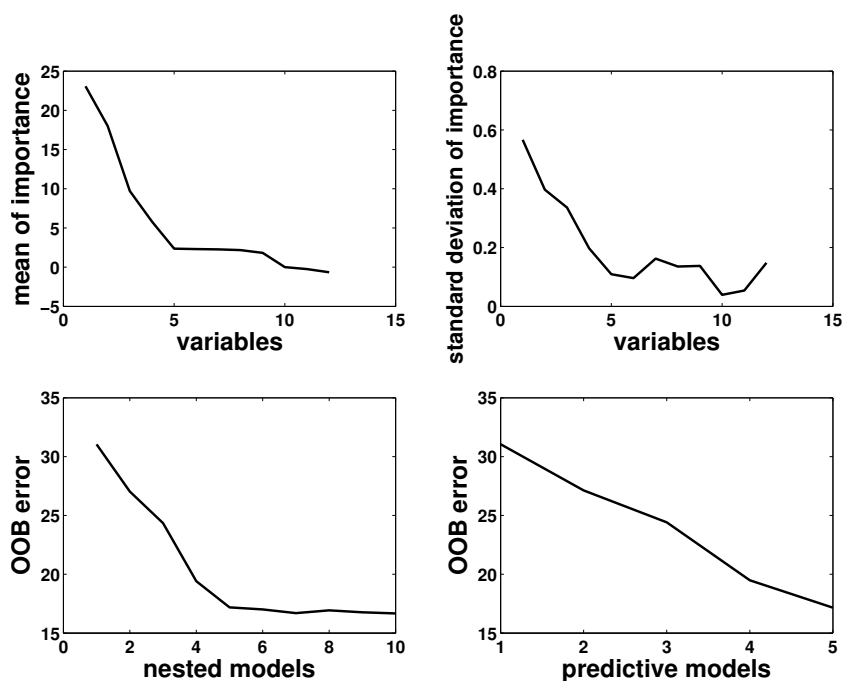 mean of importance
25
20
15
10
5
0
−5
0 5 10 15
variables
standard deviation of importance
0.8
0.6
0.4
0.2
0
0 5 10 15
variables
OOB error
35
30
25
20
15
0 2 4 6 8 10
nested models
OOB error
35
30
25
20
15
1 2 3 4 5
predictive models